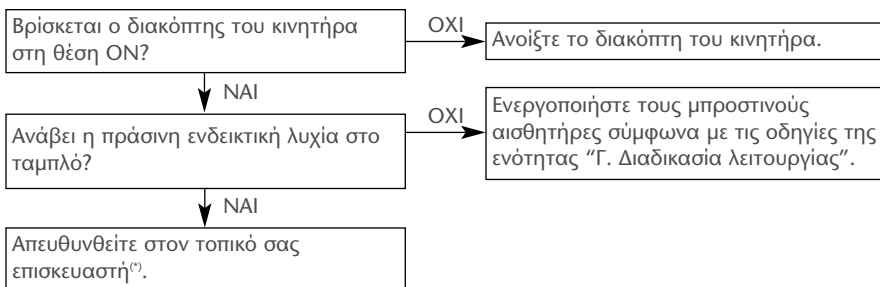 Βρίσκεται ο διακόπτης του κινητήρα
στη θέση ΟΝ?
ΟΧΙ
Ανοίξτε το διακόπτη του κινητήρα.
ΝΑΙ
Ανάβει η πράσινη ενδεικτική λυχία στο
ταμπλό?
ΟΧΙ
Ενεργοποιήστε τους μπροστινούς
αισθητήρες σύμφωνα με τις οδηγίες της
ενότητας “Γ. Διαδικασία λειτουργίας”.
ΝΑΙ
Απευθυνθείτε στον τοπικό σας
επισκευαστή(*).